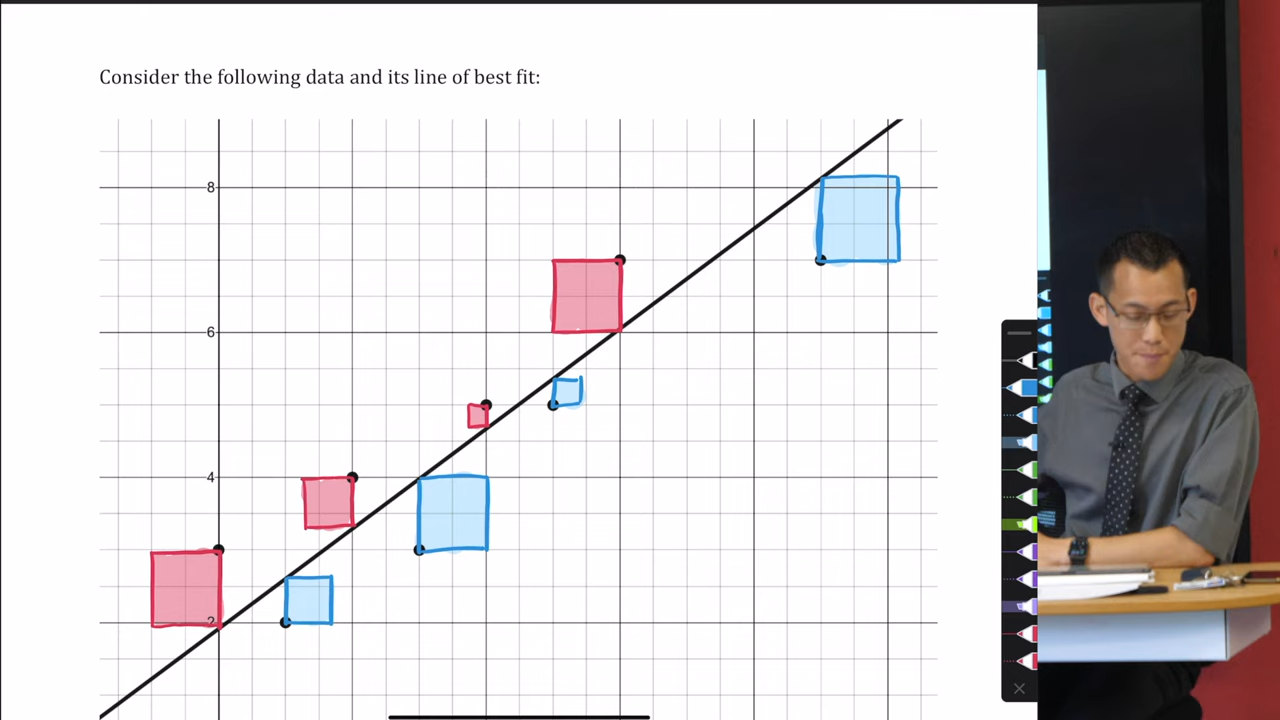 Consider the following data and its line of best fit:
8
6
4
2